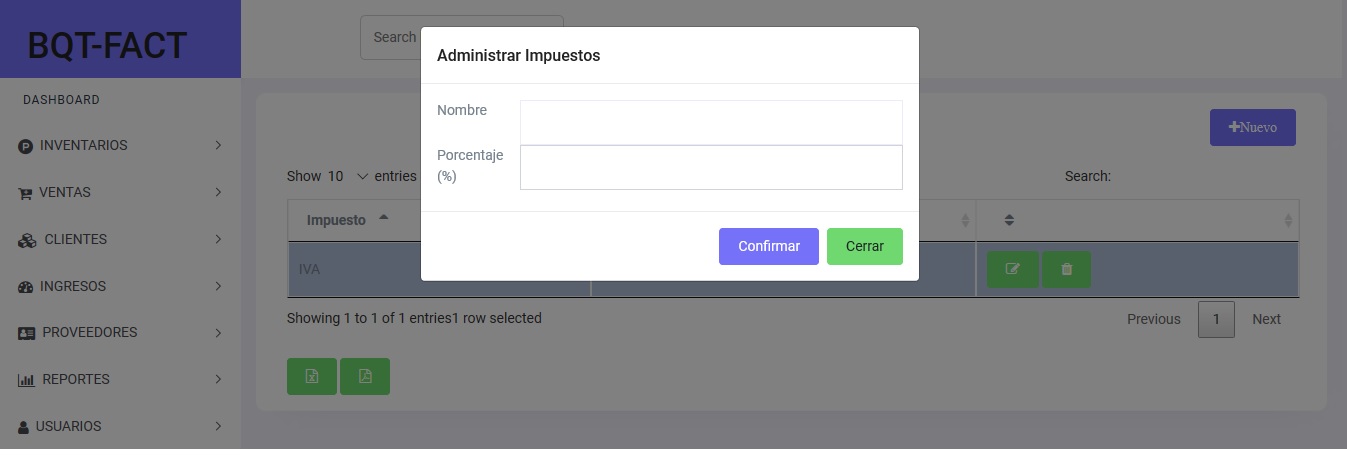 BQT-FACT
Search
DASHBOARD
INVENTARIOS
VENTAS
CLIENTES
INGRESOS
PROVEEDORES
REPORTES
USUARIOS
Administrar Impuestos
Nombre
Porcentaje
(%)
Confirmar Cerrar
Nuevo
Show 10 entries
Search:
Impuesto
IVA
Showing 1 to 1 of 1 entries1 row selected
Previous 1 Next